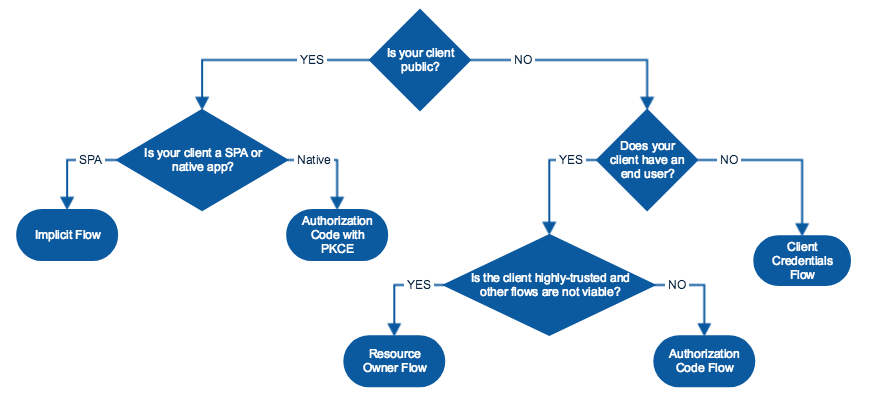 Is your client
public?
YES
NO
Is your client a SPA or
native app?
SPA
Native
Does your
client have an
end user?
YES
NO
Implicit Flow
Authorization
Code with
PKCE
Client
Credentials
Flow
Is the client highly-trusted and
other flows are not viable?
YES
NO
Resource
Owner Flow
Authorization
Code Flow